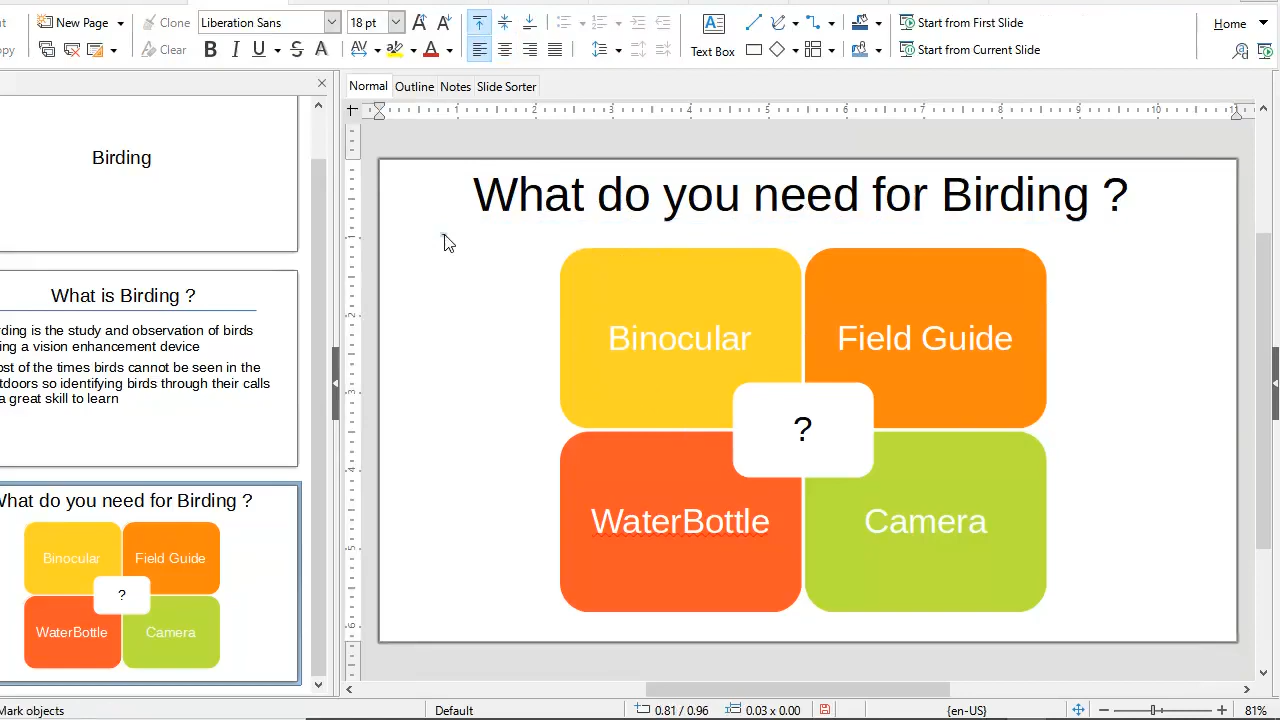 New Page
Clone
Liberation Sans
18 pt
Clear
Text Box
Start from First Slide
Start from Current Slide
Home
Normal
Outline
Notes
Slide Sorter
Birding
What is Birding ?
ding is the study and observation of birds
ing a vision enhancement device
ost of the times birds cannot be seen in the
tdoors so identifying birds through their calls
a great skill to learn
What do you need for Birding ?
Binocular
Field Guide
?
WaterBottle
Camera
What do you need for Birding ?
Binocular
Field Guide
?
WaterBottle
Camera
Mark objects
Default
0.81 / 0.96
0.03 x 0.00
{en-US}
81%